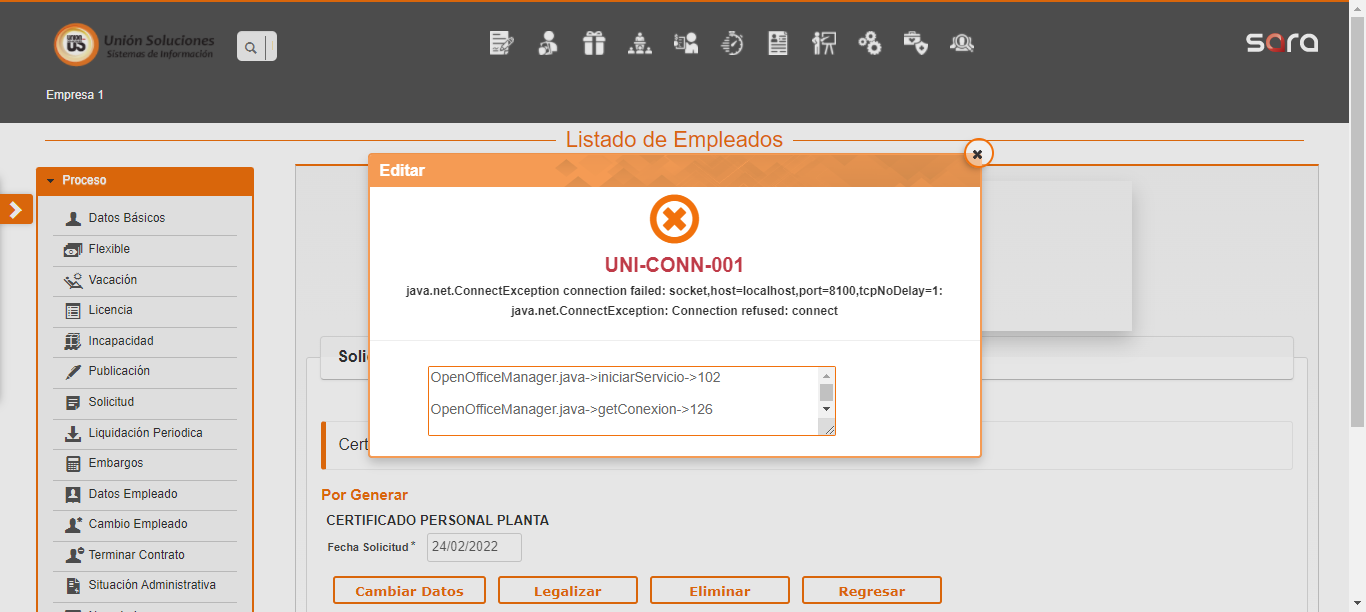 Unión Soluciones
Sistemas de Información
sara
Empresa 1
Listado de Empleados
Proceso
Datos Básicos
Flexible
Vacación
Licencia
Incapacidad
Publicación
Solicitud
Liquidación Periodica
Embargos
Datos Empleado
Cambio Empleado
Terminar Contrato
Situación Administrativa
Editar
UNI-CONN-001
java.net.ConnectException connection failed: socket,host=localhost,port=8100,tcpNoDelay=1:
java.net.ConnectException: Connection refused: connect
OpenOfficeManager.java->iniciarServicio->102
OpenOfficeManager.java->getConexion->126
Soli
Cert
Por Generar
CERTIFICADO PERSONAL PLANTA
Fecha Solicitud * 24/02/2022
Cambiar Datos Legalizar Eliminar Regresar